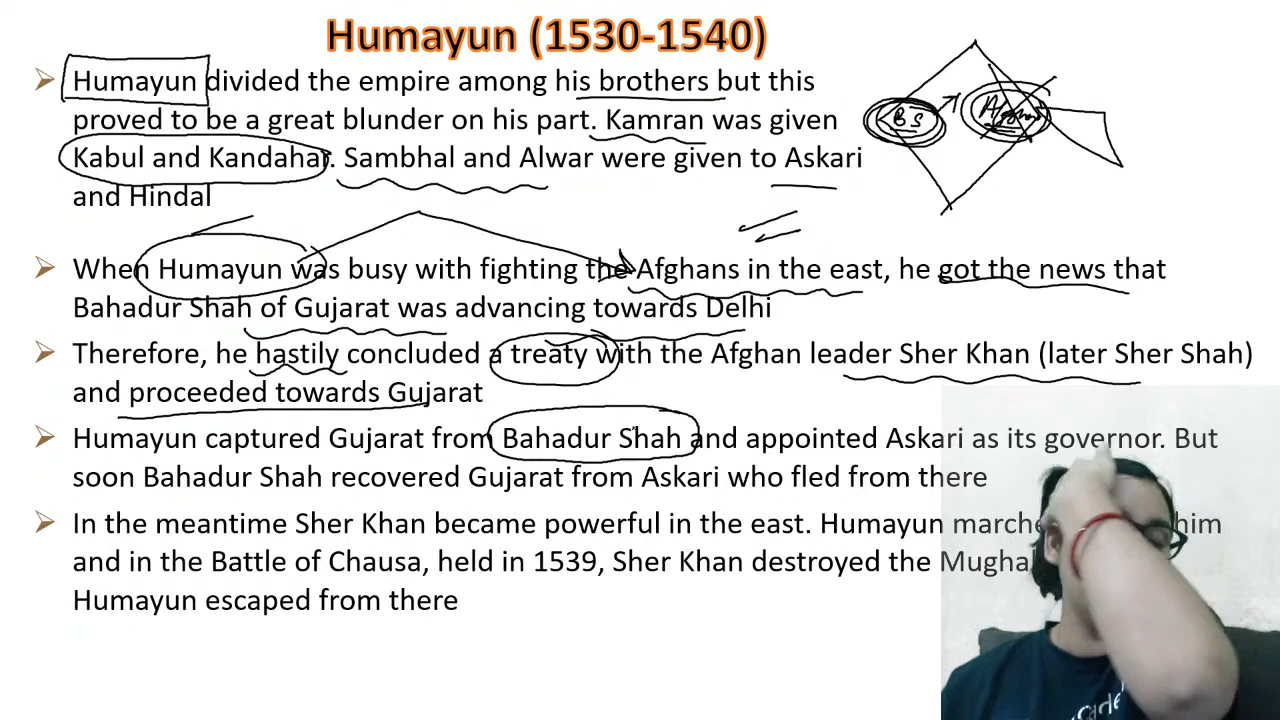 Humayun (1530-1540)
Humayun divided the empire among his brothers but this
proved to be a great blunder on his part. Kamran was given
Kabul and Kandahar. Sambhal and Alwar were given to Askari
and Hindal
BS
Afghans
When Humayun was busy with fighting the Afghans in the east, he got the news that
Bahadur Shah of Gujarat was advancing towards Delhi
Therefore, he hastily concluded a treaty with the Afghan leader Sher Khan (later Sher Shah)
and proceeded towards Gujarat
Humayun captured Gujarat from Bahadur Shah and appointed Askari as its governor. But
soon Bahadur Shah recovered Gujarat from Askari who fled from there
In the meantime Sher Khan became powerful in the east. Humayun marche him
and in the Battle of Chausa, held in 1539, Sher Khan destroyed the Mugha
Humayun escaped from there